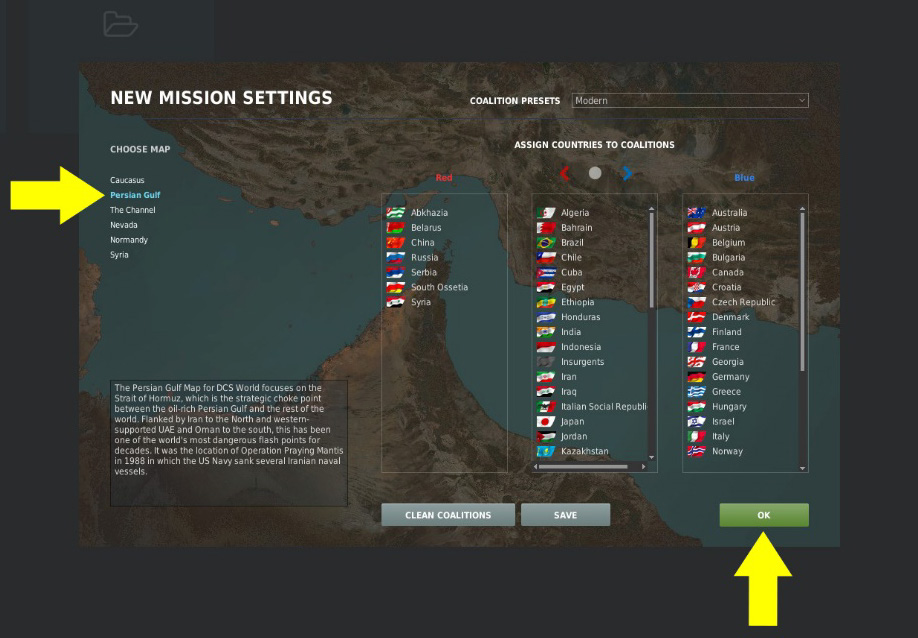 NEW MISSION SETTINGS
COALITION PRESETS
Modern
CHOOSE MAP
Caucasus
Persian Gulf
The Channel
Nevada
Normandy
Syria
The Persian Gulf Map for DCS World focuses on the
Strait of Hormuz, which is the strategic choke point
between the oil-rich Persian Gulf and the rest of the
world. Flanked by Iran to the North and western-
supported UAE and Oman to the south, this has been
one of the world's most dangerous flash points for
decades. It was the location of Operation Praying Mantis
in 1988 in which the US Navy sank several Iranian naval
vessels.
ASSIGN COUNTRIES TO COALITIONS
Red
Abkhazia
Belarus
China
Russia
Serbia
South Ossetia
Syria
Algeria
Bahrain
Brazil
Chile
Cuba
Egypt
Ethiopia
Honduras
India
Indonesia
Insurgents
Iran
Iraq
Italian Social Republi
Japan
Jordan
Kazakhstan
Blue
Australia
Austria
Belgium
Bulgaria
Canada
Croatia
Czech Republic
Denmark
Finland
France
Georgia
Germany
Greece
Hungary
Israel
Italy
Norway
CLEAN COALITIONS
SAVE
OK